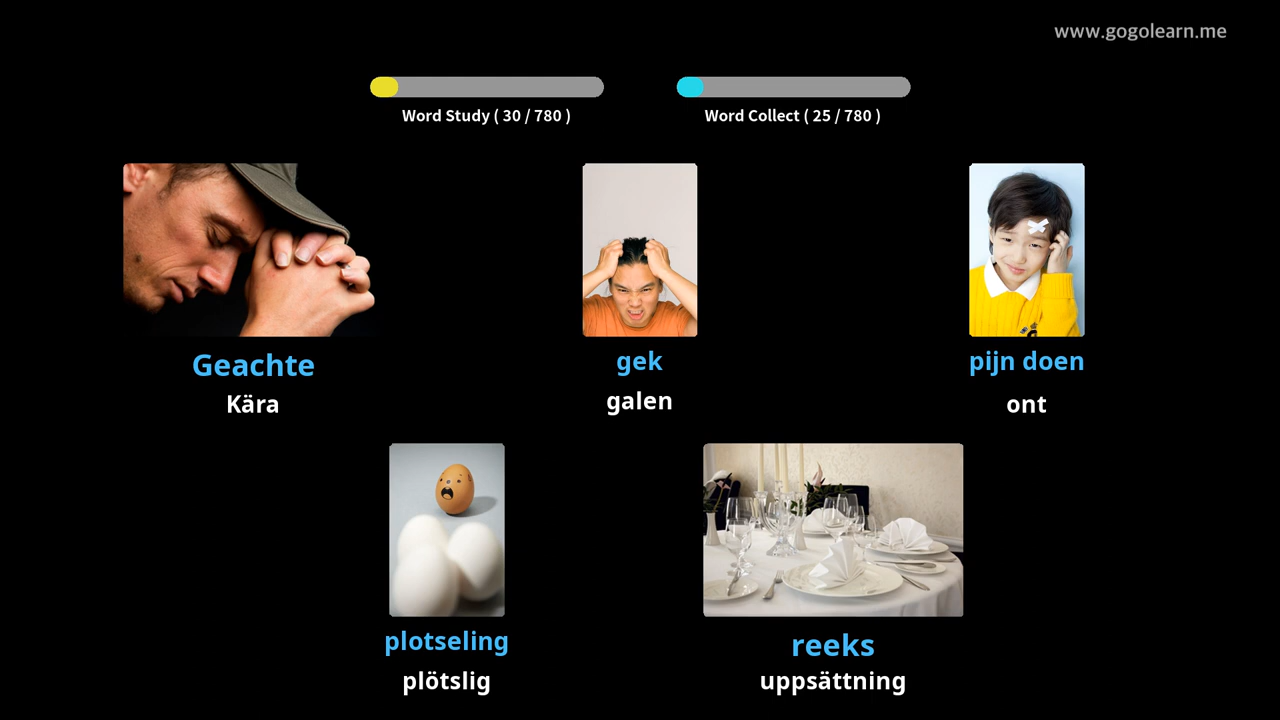 www.gogolearn.me
Word Study ( 30 / 780 )
Word Collect ( 25 / 780 )
Geachte
Kära
gek
galen
pijn doen
ont
plotseling
plötslig
reeks
uppsättning